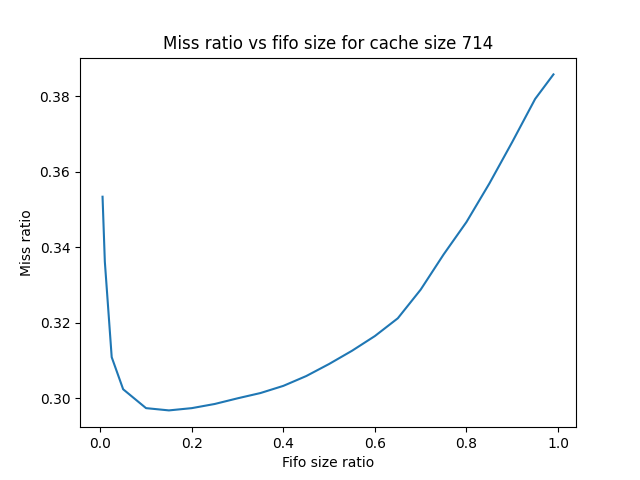 Miss ratio vs fifo size for cache size 714
Miss ratio
0.38
0.36
0.34
0.32
0.30
0.0 0.2 0.4 0.6 0.8 1.0
Fifo size ratio